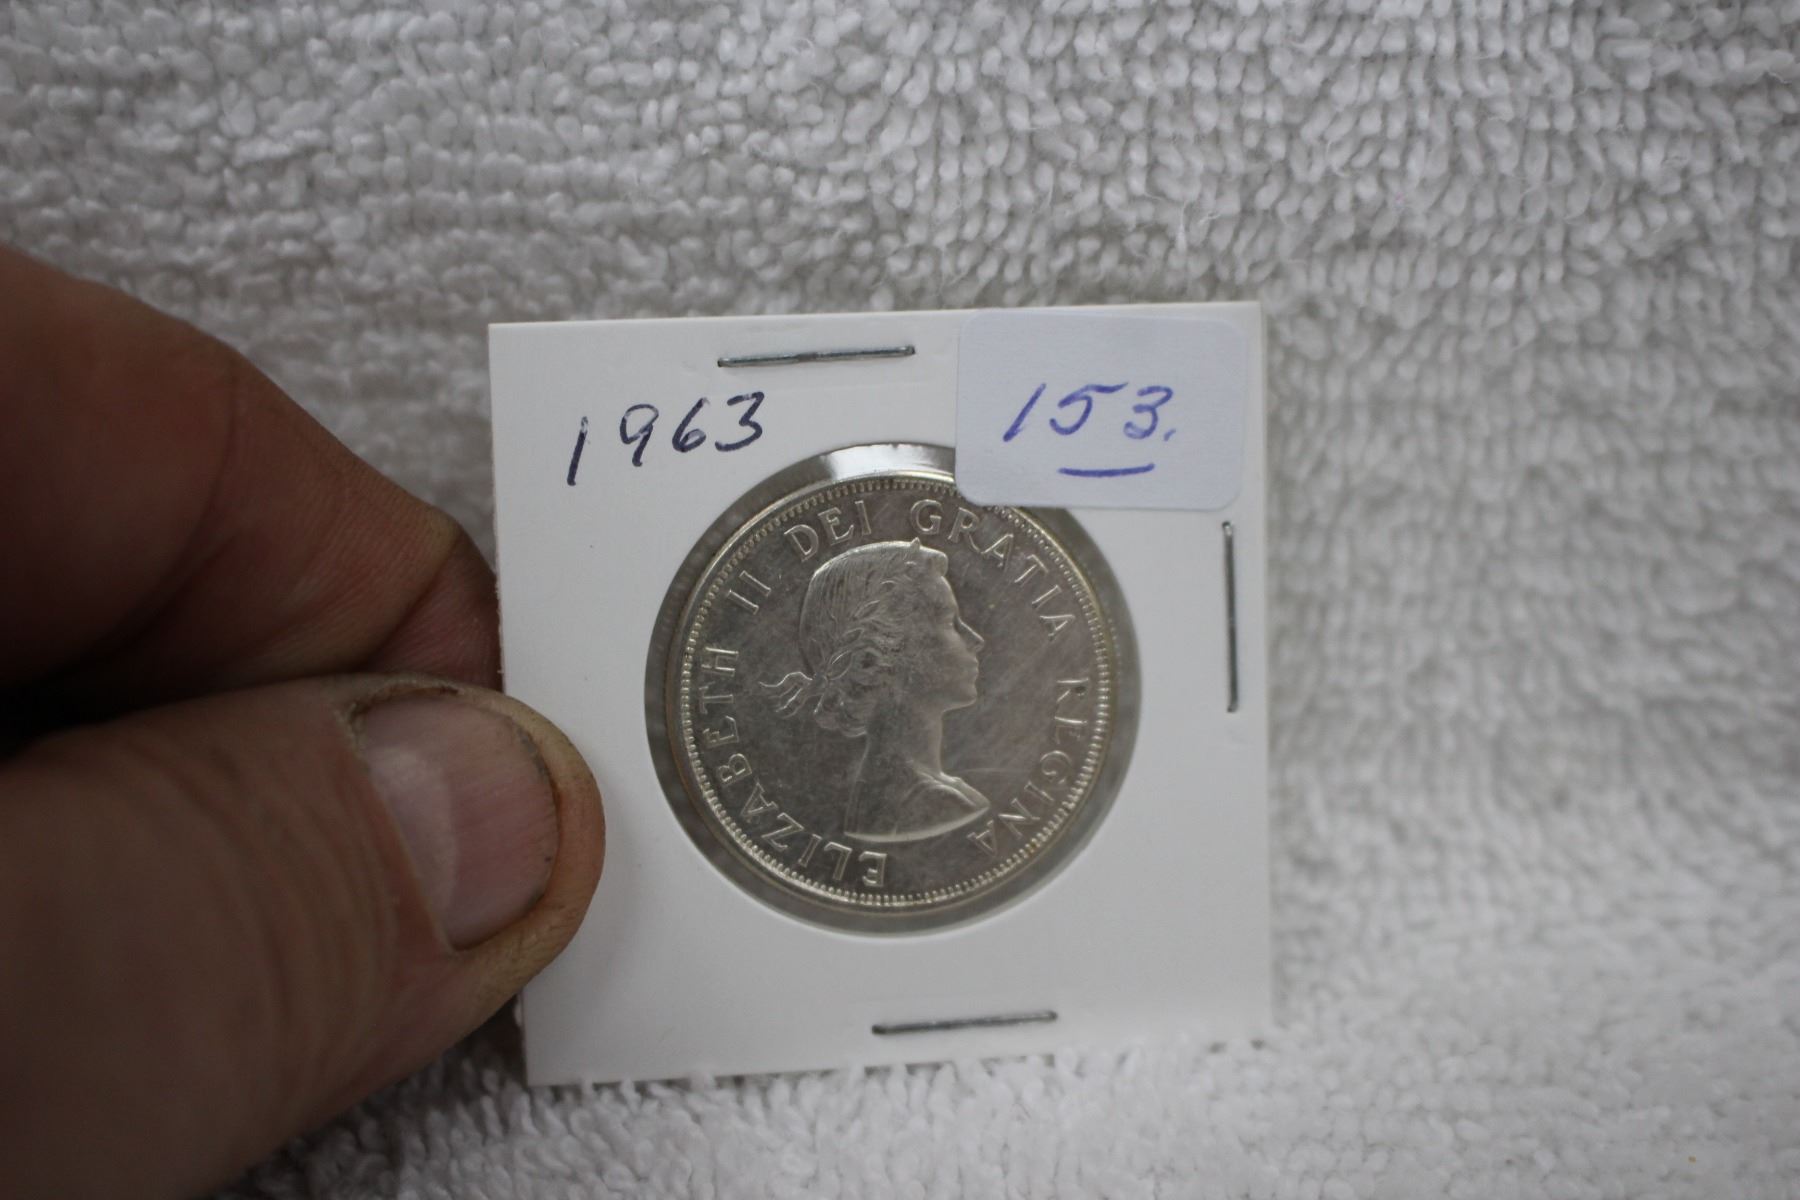 1963
153.
ELIZABETH II DEI GRATIA REGINA